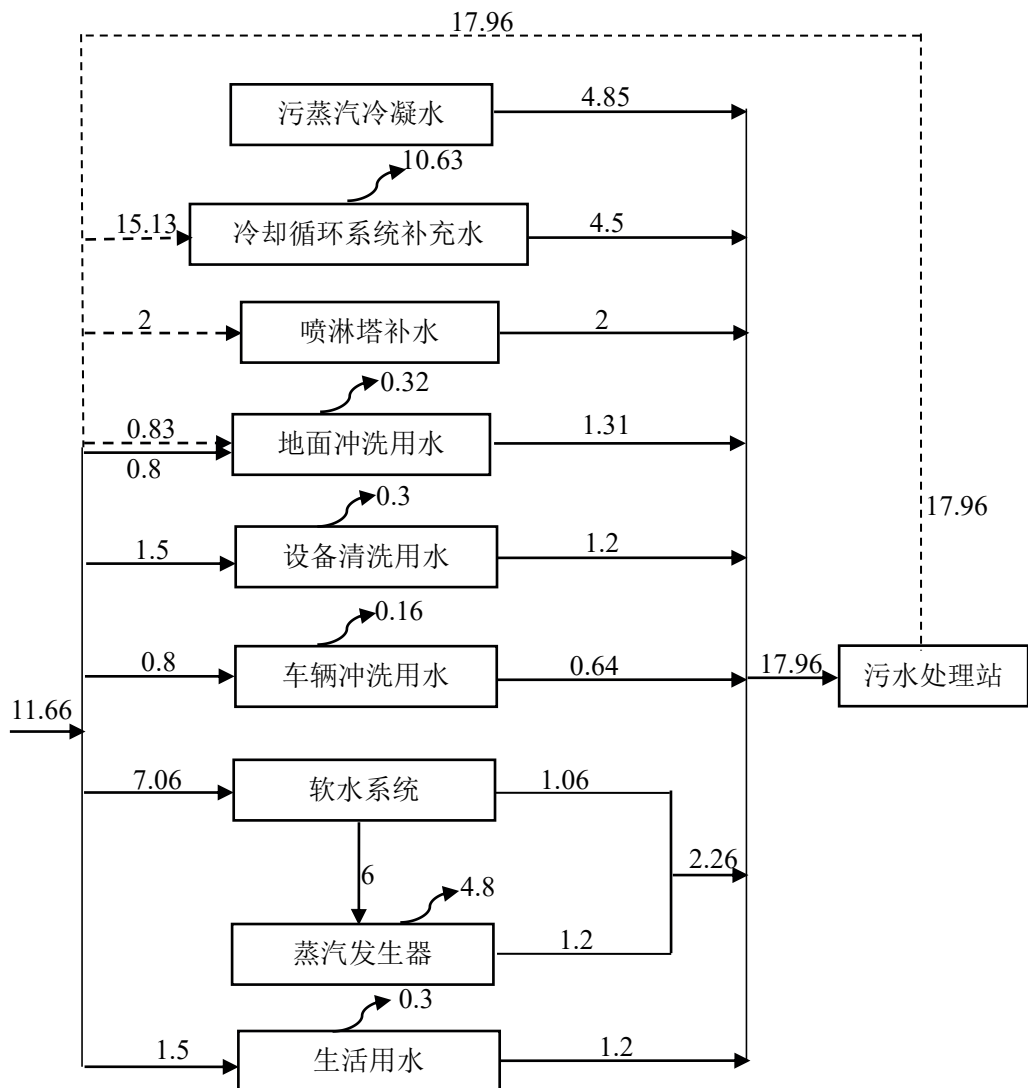 17.96
污蒸汽冷凝水 4.85
10.63
15.13 冷却循环系统补充水 4.5
2 喷淋塔补水 2
0.32
0.83 地面冲洗用水 1.31
0.8
0.3
17.96
1.5 设备清洗用水 1.2
0.16
0.8 车辆冲洗用水 0.64 17.96 污水处理站
11.66
7.06 软水系统 1.06
2.26
6
4.8
蒸汽发生器 1.2
0.3
1.5 生活用水 1.2